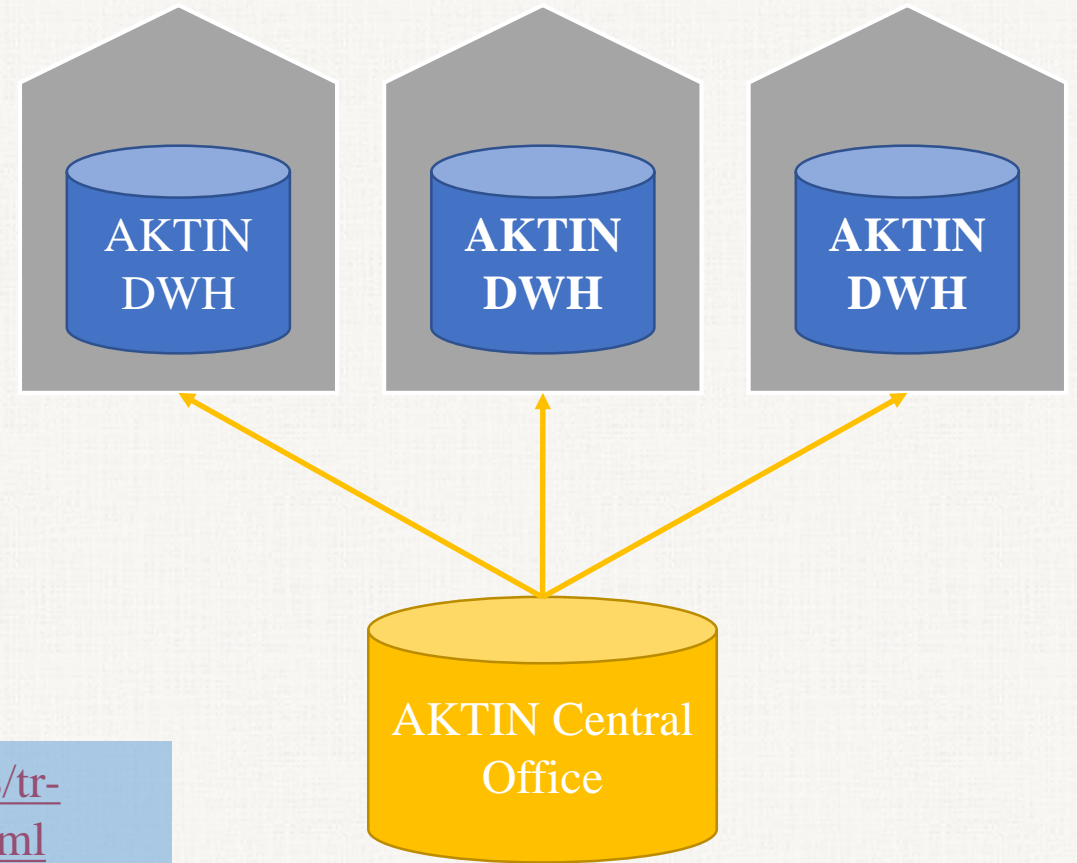 AKTIN
DWH
AKTIN
DWH
AKTIN
DWH
AKTIN Central
Office
/tr-
ml